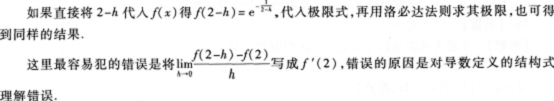 如果直接将 2-h 代入 f(x) 得 f(2-h)=e^{-\frac{1}{2-h}},代入极限式,再用洛必达法则求其极限,也可得
到同样的结果.
这里最容易犯的错误是将 \lim_{h→0} \frac{f(2-h)-f(2)}{h} 写成 f′(2),错误的原因是对导数定义的结构式
理解错误.